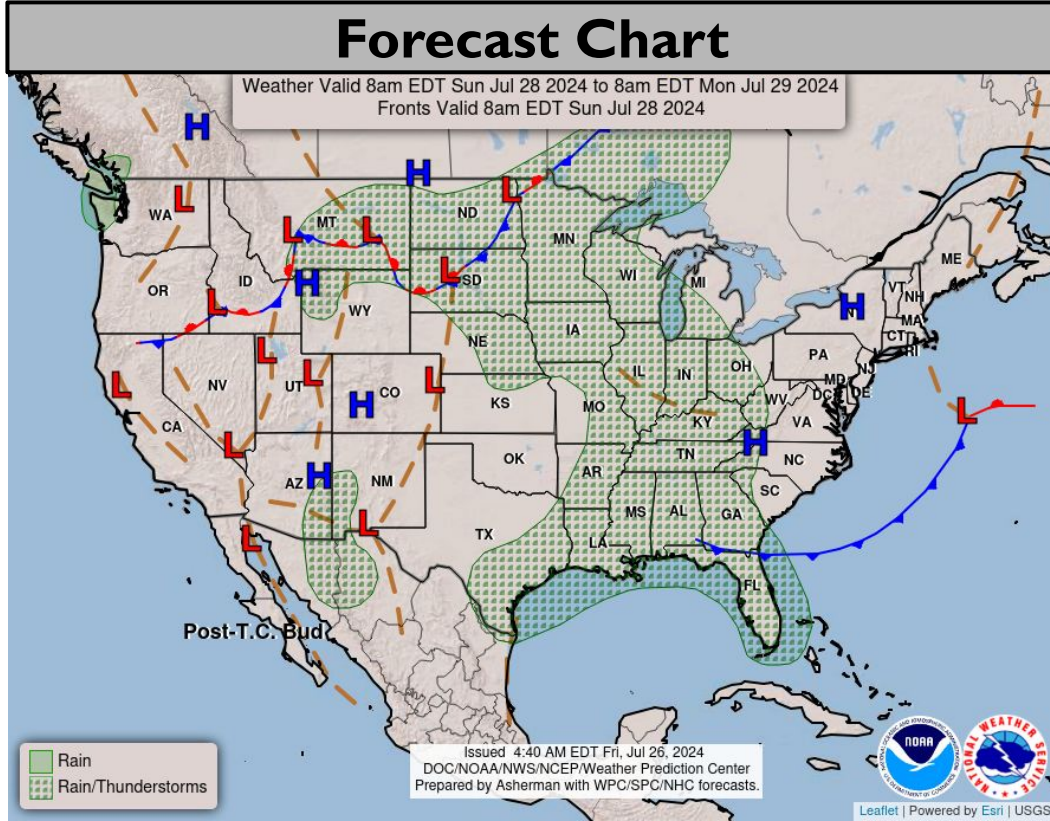 Forecast Chart
Weather Valid 8am EDT Sun Jul 28 2024 to 8am EDT Mon Jul 29 2024
Fronts Valid 8am EDT Sun Jul 28 2024
H
H
L
WA
L
MT
L
ND
L
MN
ME
OR
ID
H
L
SD
WI
MI
VT
NH
H
L
WY
MA
CT
RI
L
NV
L
UT
L
H
CO
L
NE
IA
IL
IN
OH
PA
NJ
MD
DE
DC
WV
VA
L
CA
L
KS
MO
KY
H
AZ
H
NM
OK
AR
TN
NC
SC
L
L
TX
LA
MS
AL
GA
FL
Post-T.C. Bud
Rain
Rain/Thunderstorms
Issued 4:40 AM EDT Fri, Jul 26, 2024
DOC/NOAA/NWS/NCEP/Weather Prediction Center
Prepared by Asherman with WPC/SPC/NHC forecasts.
NOAA
NATIONAL WEATHER SERVICE
Leaflet | Powered by Esri | USGS